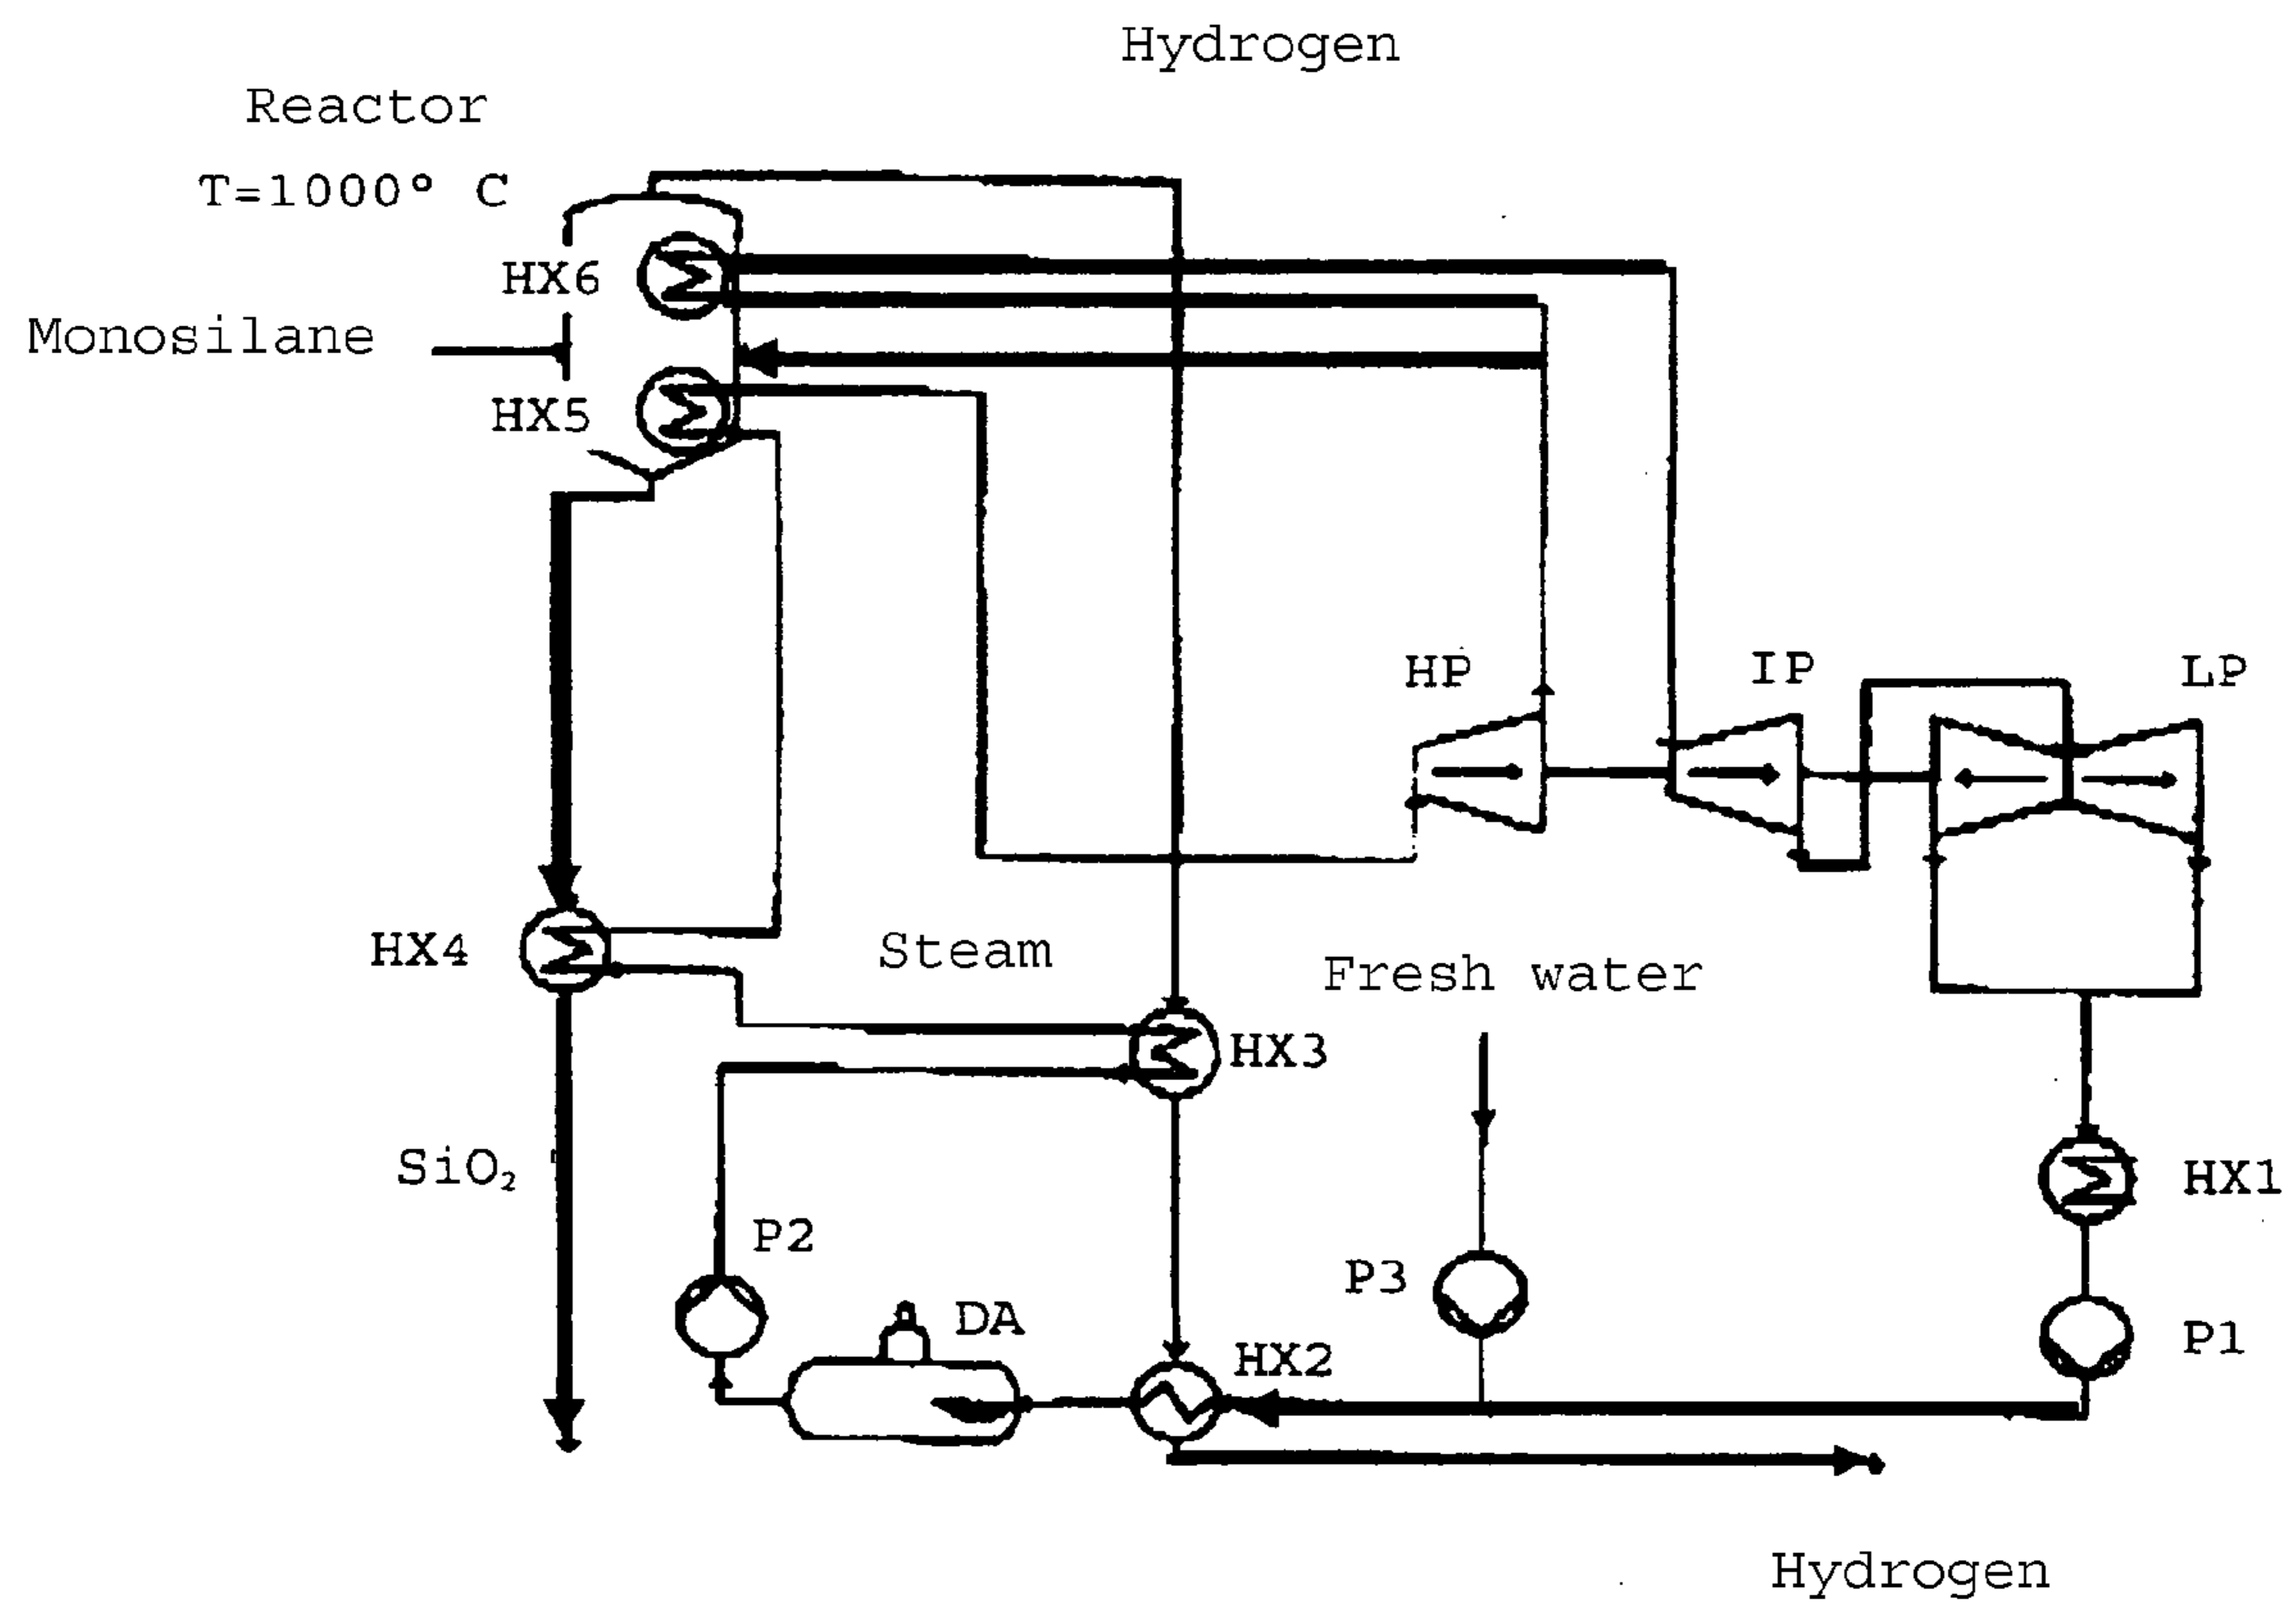 Hydrogen
Reactor
T=1000° C
HX6
Monosilane
HX5
HP
IP
LP
HX4
Steam
Fresh water
HX3
SiO₂
HX1
P2
P3
DA
HX2
P1
Hydrogen